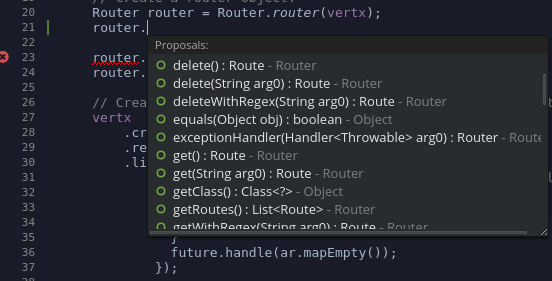 // Create a router object.
20 Router router = Router.router(vertx);
21 router.
Proposals:
delete() : Route - Router
delete(String arg0) : Route - Router
deleteWithRegex(String arg0) : Route - Router
equals(Object obj) : boolean - Object
exceptionHandler(Handler<Throwable> arg0) : Router - Route
get() : Route - Router
get(String arg0) : Route - Router
getClass() : Class<?> - Object
getRoutes() : List<Route> - Router
getWithRegex(String arg0) : Route - Router
22
23 router.
24 router.
25
26 // Crea
27 vertx
28 .cr
29 .re
30 .li
31
32
33
34
35 }
36 future.handle(ar.mapEmpty());
37 });